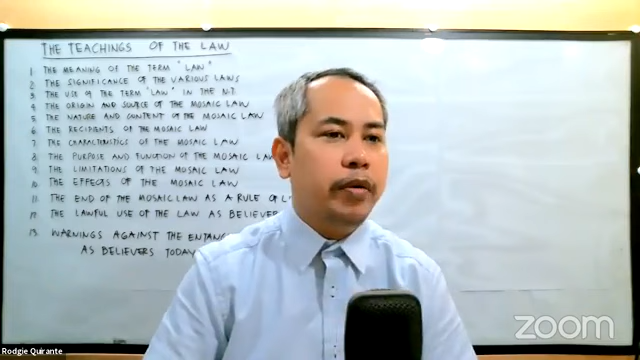 THE TEACHINGS OF THE LAW
1 THE MEANING OF THE TERM "LAW"
2 THE SIGNIFICANCE OF THE VARIOUS LAWS
3 THE USE OF THE TERM "LAW" IN THE N.T.
4 THE ORIGIN AND SOURCE OF THE MOSAIC LAW
5 THE NATURE AND CONTENT OF THE MOSAIC LAW
6 THE RECIPIENTS OF THE MOSAIC LAW
7 THE CHARACTERISTICS OF THE MOSAIC LAW
8 THE PURPOSE AND FUNCTION OF THE MOSAIC LAW
9 THE LIMITATIONS OF THE MOSAIC LAW
10 THE EFFECTS OF THE MOSAIC LAW
11 THE END OF THE MOSAIC LAW AS A RULE OF
12 THE LAWFUL USE OF THE LAW AS BELIEVER
13. WARNINGS AGAINST THE
AS BELIEVERS TODAY
zoom
Rodgie Quirante